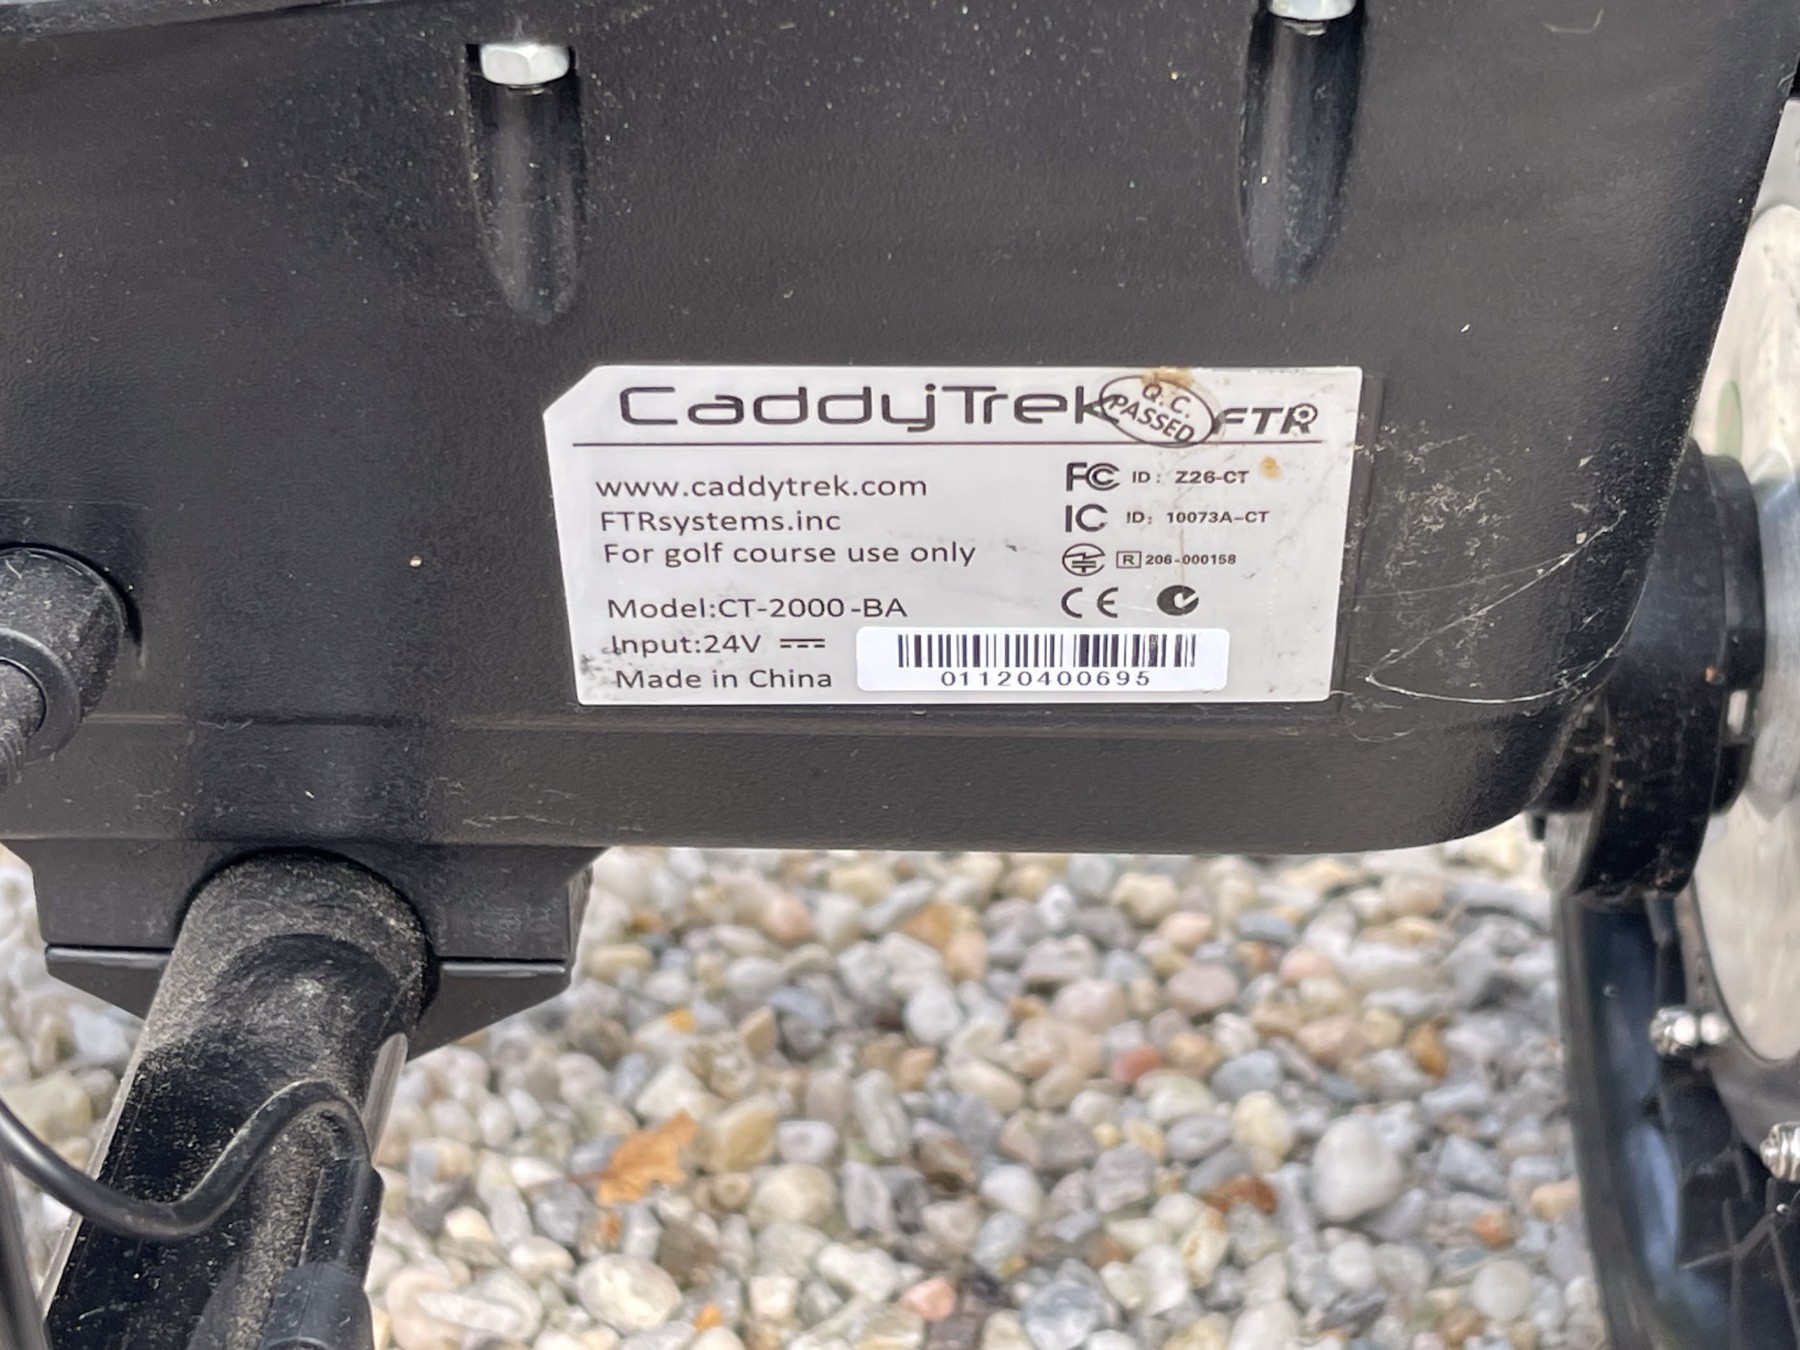 CaddyTrek
Q.C.
PASSED
FTR
www.caddytrek.com
FTRsystems.inc
For golf course use only
Model:CT-2000-BA
Input:24V
Made in China
FC ID: Z26-CT
IC ID: 10073A-CT
R 206-000158
CE
01120400695